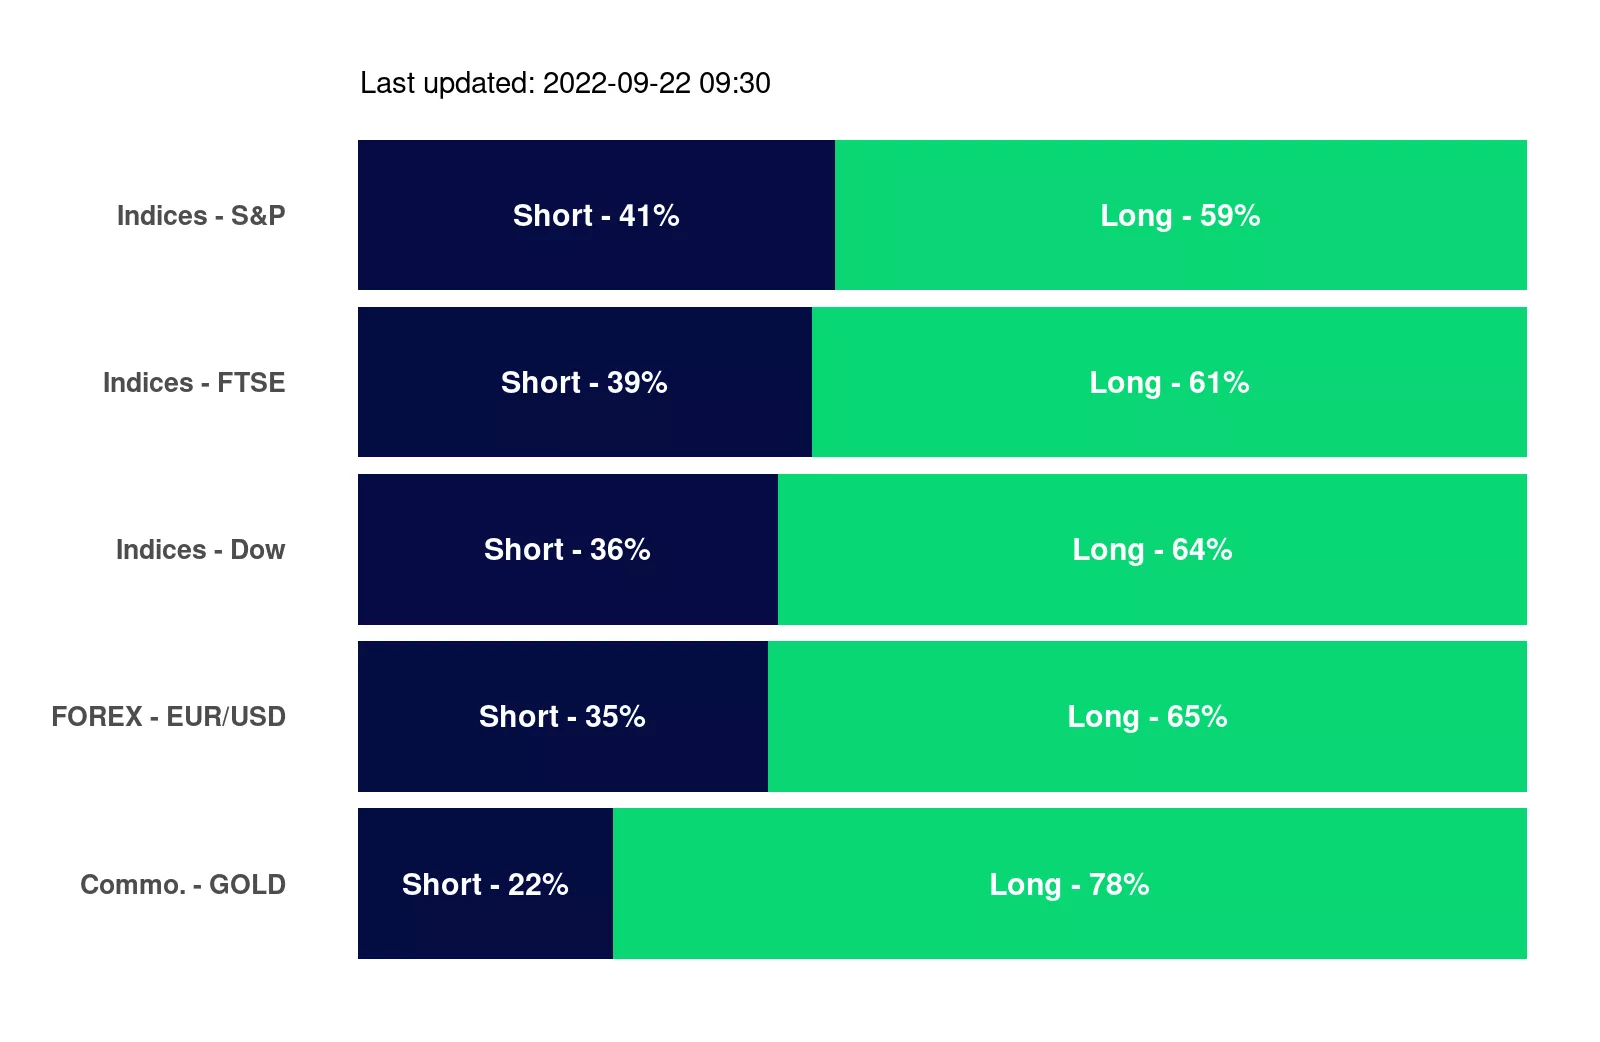 Last updated: 2022-09-22 09:30
Indices - S&P Short - 41% Long - 59%
Indices - FTSE Short - 39% Long - 61%
Indices - Dow Short - 36% Long - 64%
FOREX - EUR/USD Short - 35% Long - 65%
Commo. - GOLD Short - 22% Long - 78%